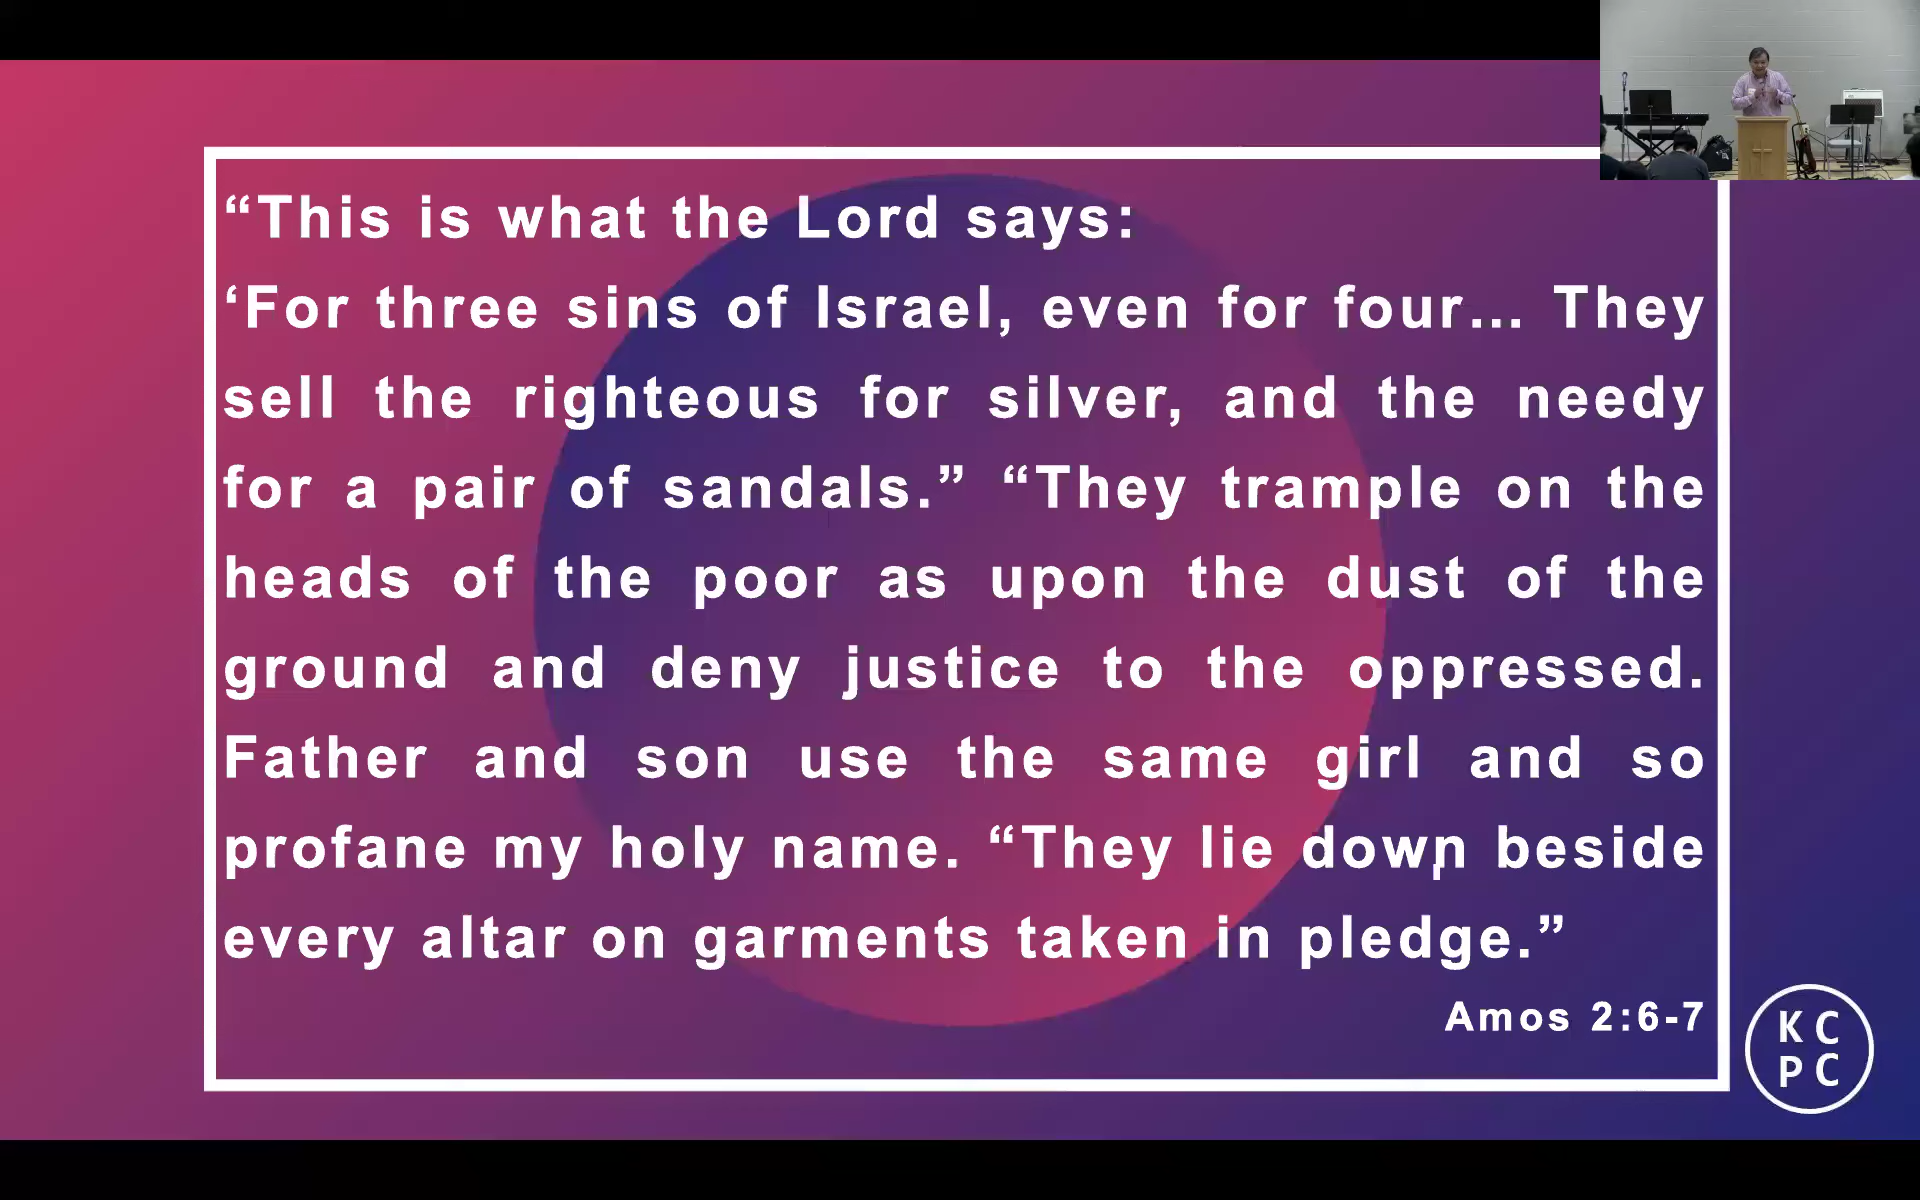 “This is what the Lord says:
‘For three sins of Israel, even for four... They
sell the righteous for silver, and the needy
for a pair of sandals.” “They trample on the
heads of the poor as upon the dust of the
ground and deny justice to the oppressed.
Father and son use the same girl and so
profane my holy name. “They lie down beside
every altar on garments taken in pledge.”
Amos 2:6-7
K C
P C